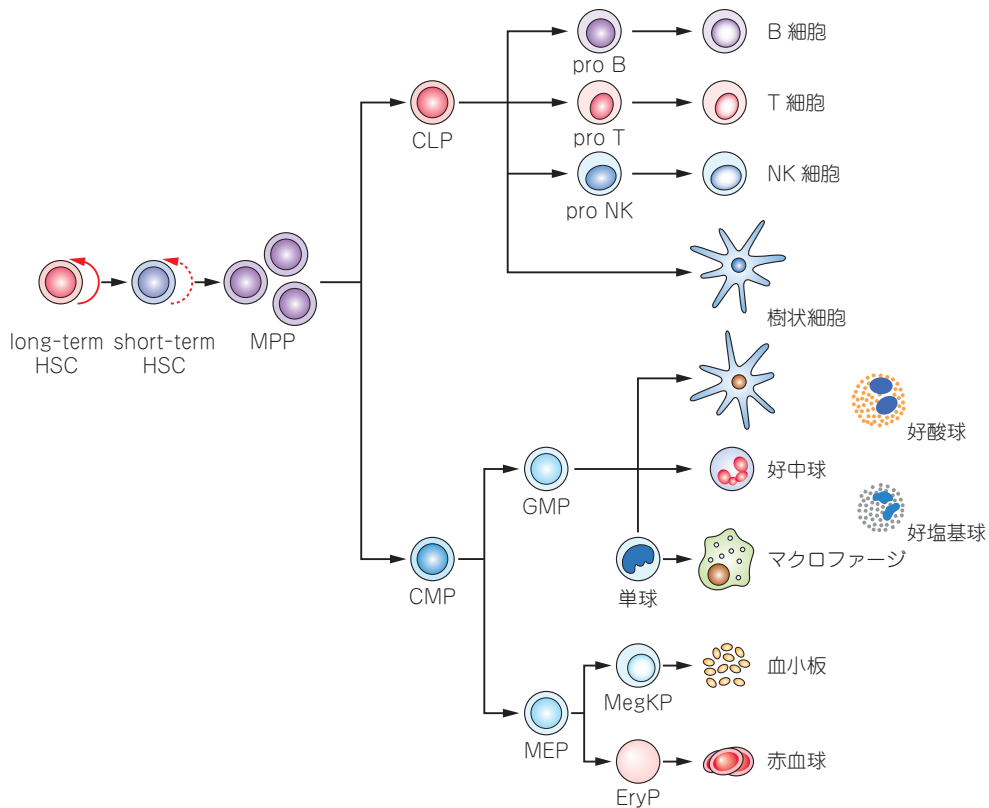 B 細胞
pro B
CLP
T 細胞
pro T
NK 細胞
pro NK
long-term
HSC
short-term
HSC
MPP
樹状細胞
好酸球
GMP
好中球
好塩基球
CMP
単球
マクロファージ
MegKP
血小板
MEP
EryP
赤血球